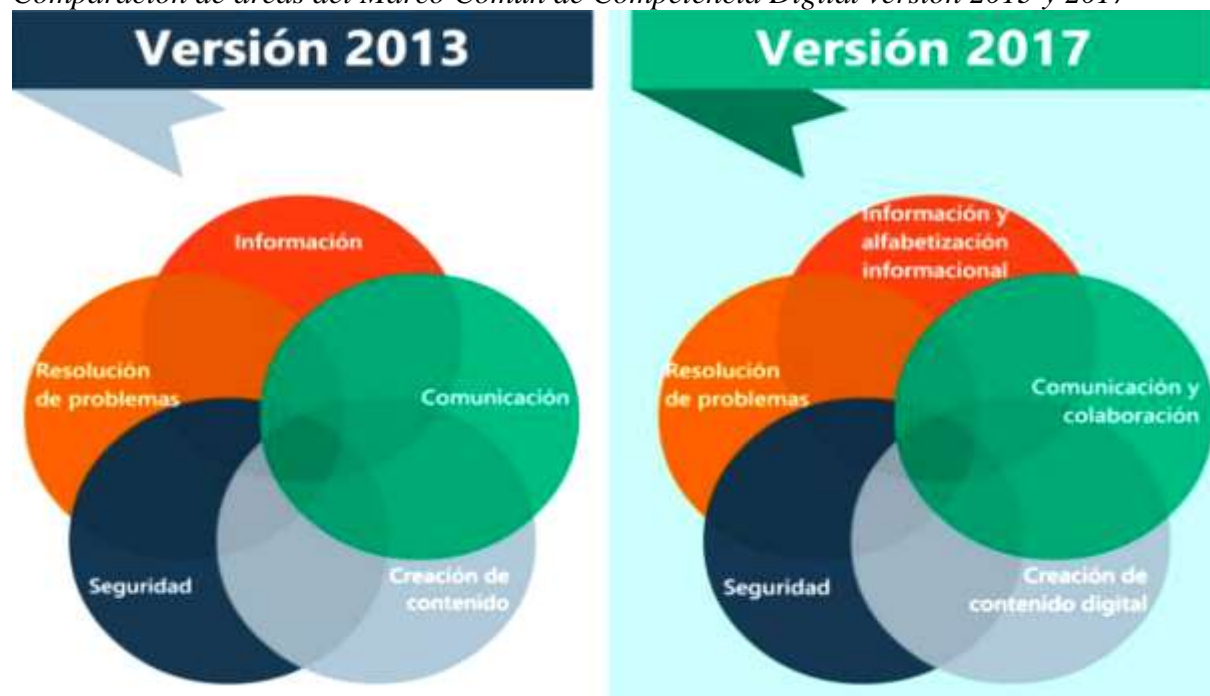 Comparación de áreas del Marco Común de Competencia Digital versión 2013 y 2017
Versión 2013
Información
Resolución
de problemas
Comunicación
Seguridad
Creación de
contenido
Versión 2017
Información y
alfabetización
informacional
Resolución
de problemas
Comunicación y
colaboración
Seguridad
Creación de
contenido digital